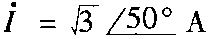 İ = √3 ∠50° A